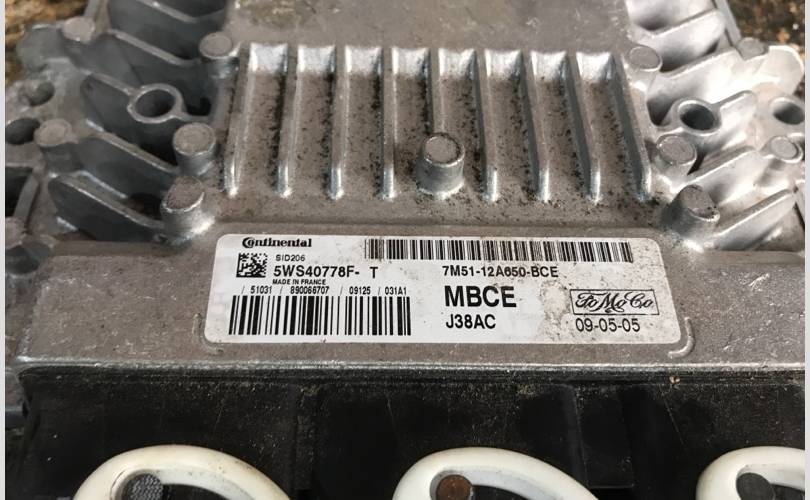 Continental
SID206
5WS40778F- T
MADE IN FRANCE
/ 51031 / 890066707 / 09125 / 031A1
7M51-12A650-BCE
MBCE
J38AC
FoMoCo
09-05-05